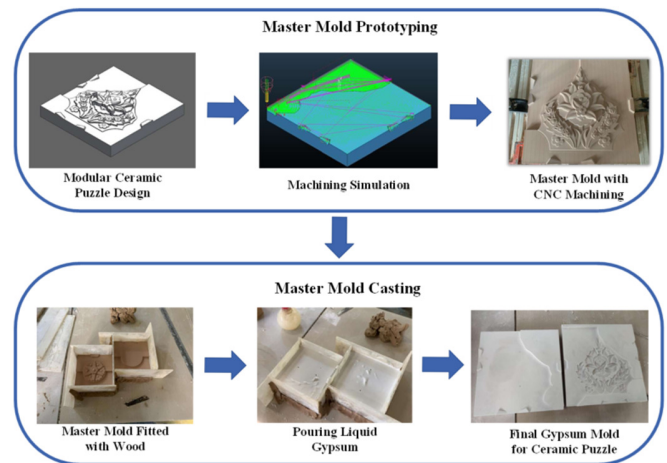 Master Mold Prototyping
Modular Ceramic
Puzzle Design
Machining Simulation
Master Mold with
CNC Machining
Master Mold Casting
Master Mold Fitted
with Wood
Pouring Liquid
Gypsum
Final Gypsum Mold
for Ceramic Puzzle